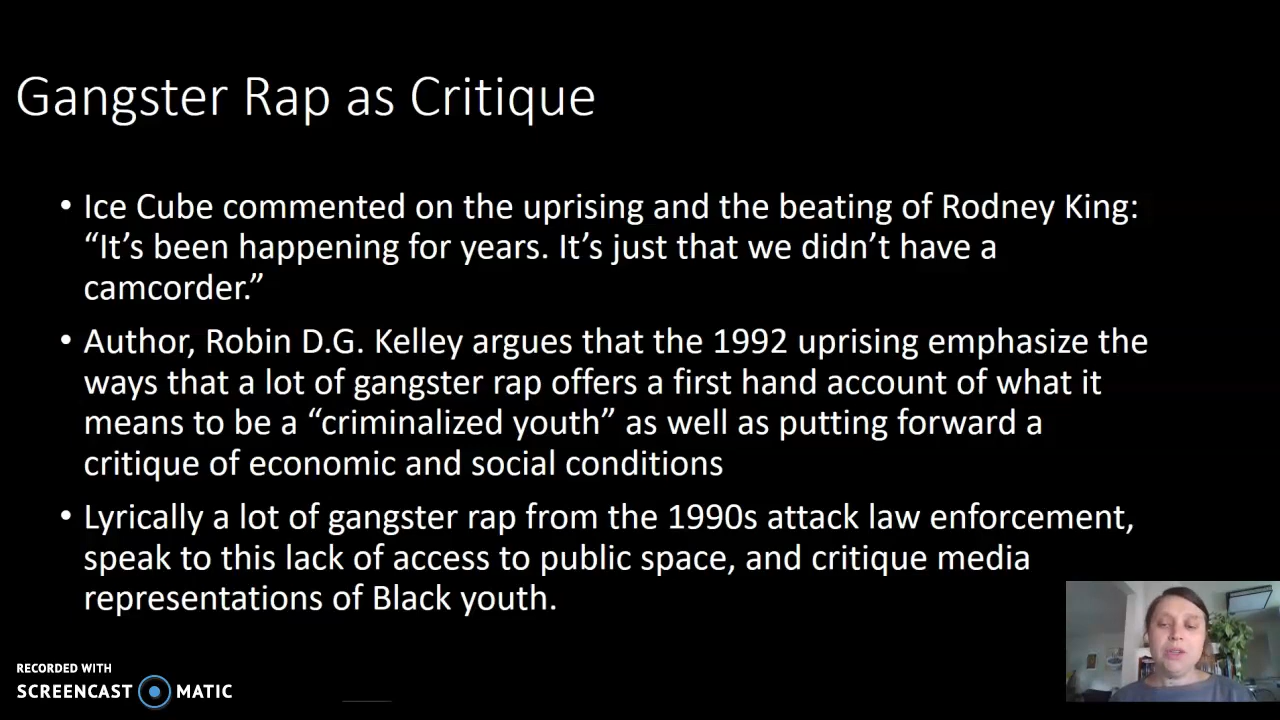 Gangster Rap as Critique
• Ice Cube commented on the uprising and the beating of Rodney King:
“It’s been happening for years. It’s just that we didn’t have a
camcorder.”
• Author, Robin D.G. Kelley argues that the 1992 uprising emphasize the
ways that a lot of gangster rap offers a first hand account of what it
means to be a “criminalized youth” as well as putting forward a
critique of economic and social conditions
• Lyrically a lot of gangster rap from the 1990s attack law enforcement,
speak to this lack of access to public space, and critique media
representations of Black youth.
RECORDED WITH
SCREENCAST MATIC